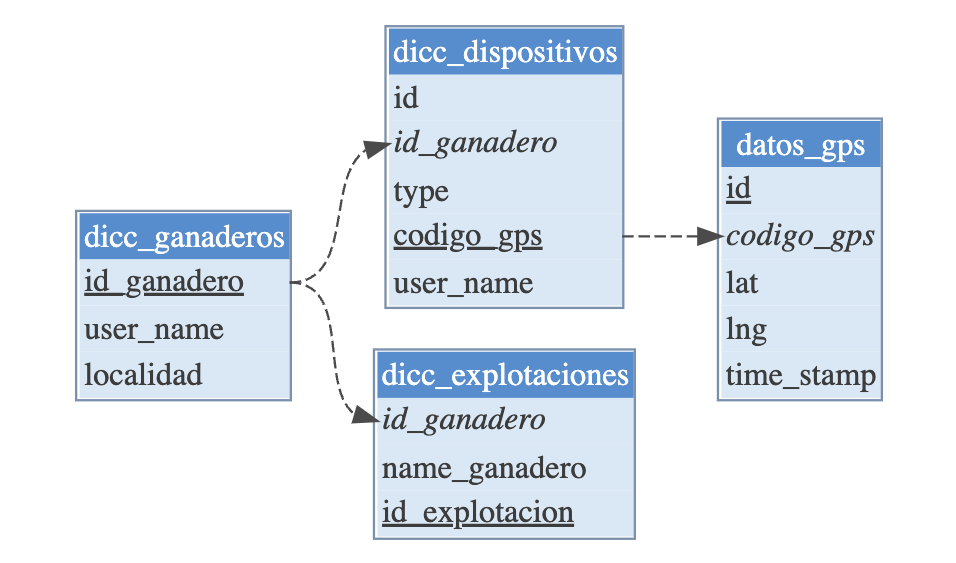 dicc_dispositivos
id
id_ganadero
type
codigo_gps
user_name
datos_gps
id
codigo_gps
lat
lng
time_stamp
dicc_ganaderos
id_ganadero
user_name
localidad
dicc_explotaciones
id_ganadero
name_ganadero
id_explotacion